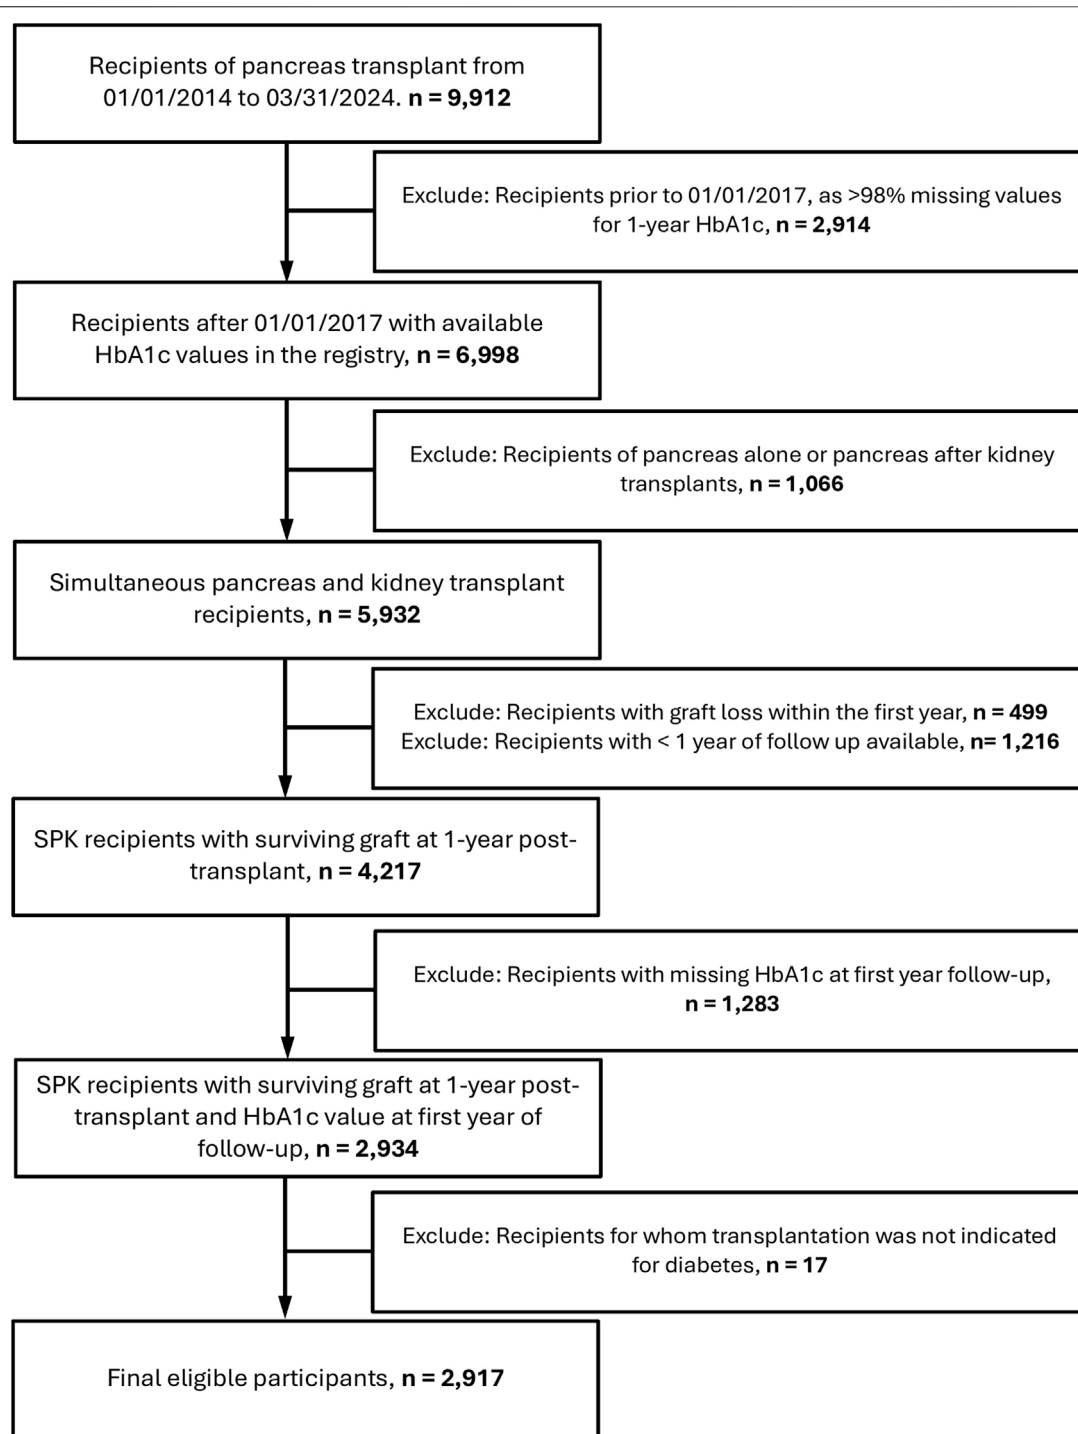 Recipients of pancreas transplant from
01/01/2014 to 03/31/2024. n = 9,912
Exclude: Recipients prior to 01/01/2017, as >98% missing values
for 1-year HbA1c, n = 2,914
Recipients after 01/01/2017 with available
HbA1c values in the registry, n = 6,998
Exclude: Recipients of pancreas alone or pancreas after kidney
transplants, n = 1,066
Simultaneous pancreas and kidney transplant
recipients, n = 5,932
Exclude: Recipients with graft loss within the first year, n = 499
Exclude: Recipients with < 1 year of follow up available, n= 1,216
SPK recipients with surviving graft at 1-year post-
transplant, n = 4,217
Exclude: Recipients with missing HbA1c at first year follow-up,
n = 1,283
SPK recipients with surviving graft at 1-year post-
transplant and HbA1c value at first year of
follow-up, n = 2,934
Exclude: Recipients for whom transplantation was not indicated
for diabetes, n = 17
Final eligible participants, n = 2,917